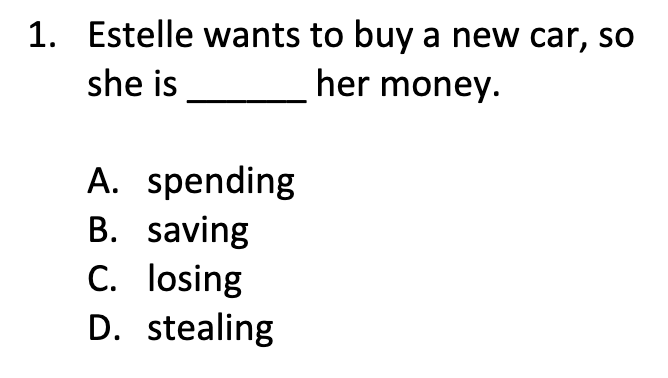 1. Estelle wants to buy a new car, so
she is ______ her money.
A. spending
B. saving
C. losing
D. stealing